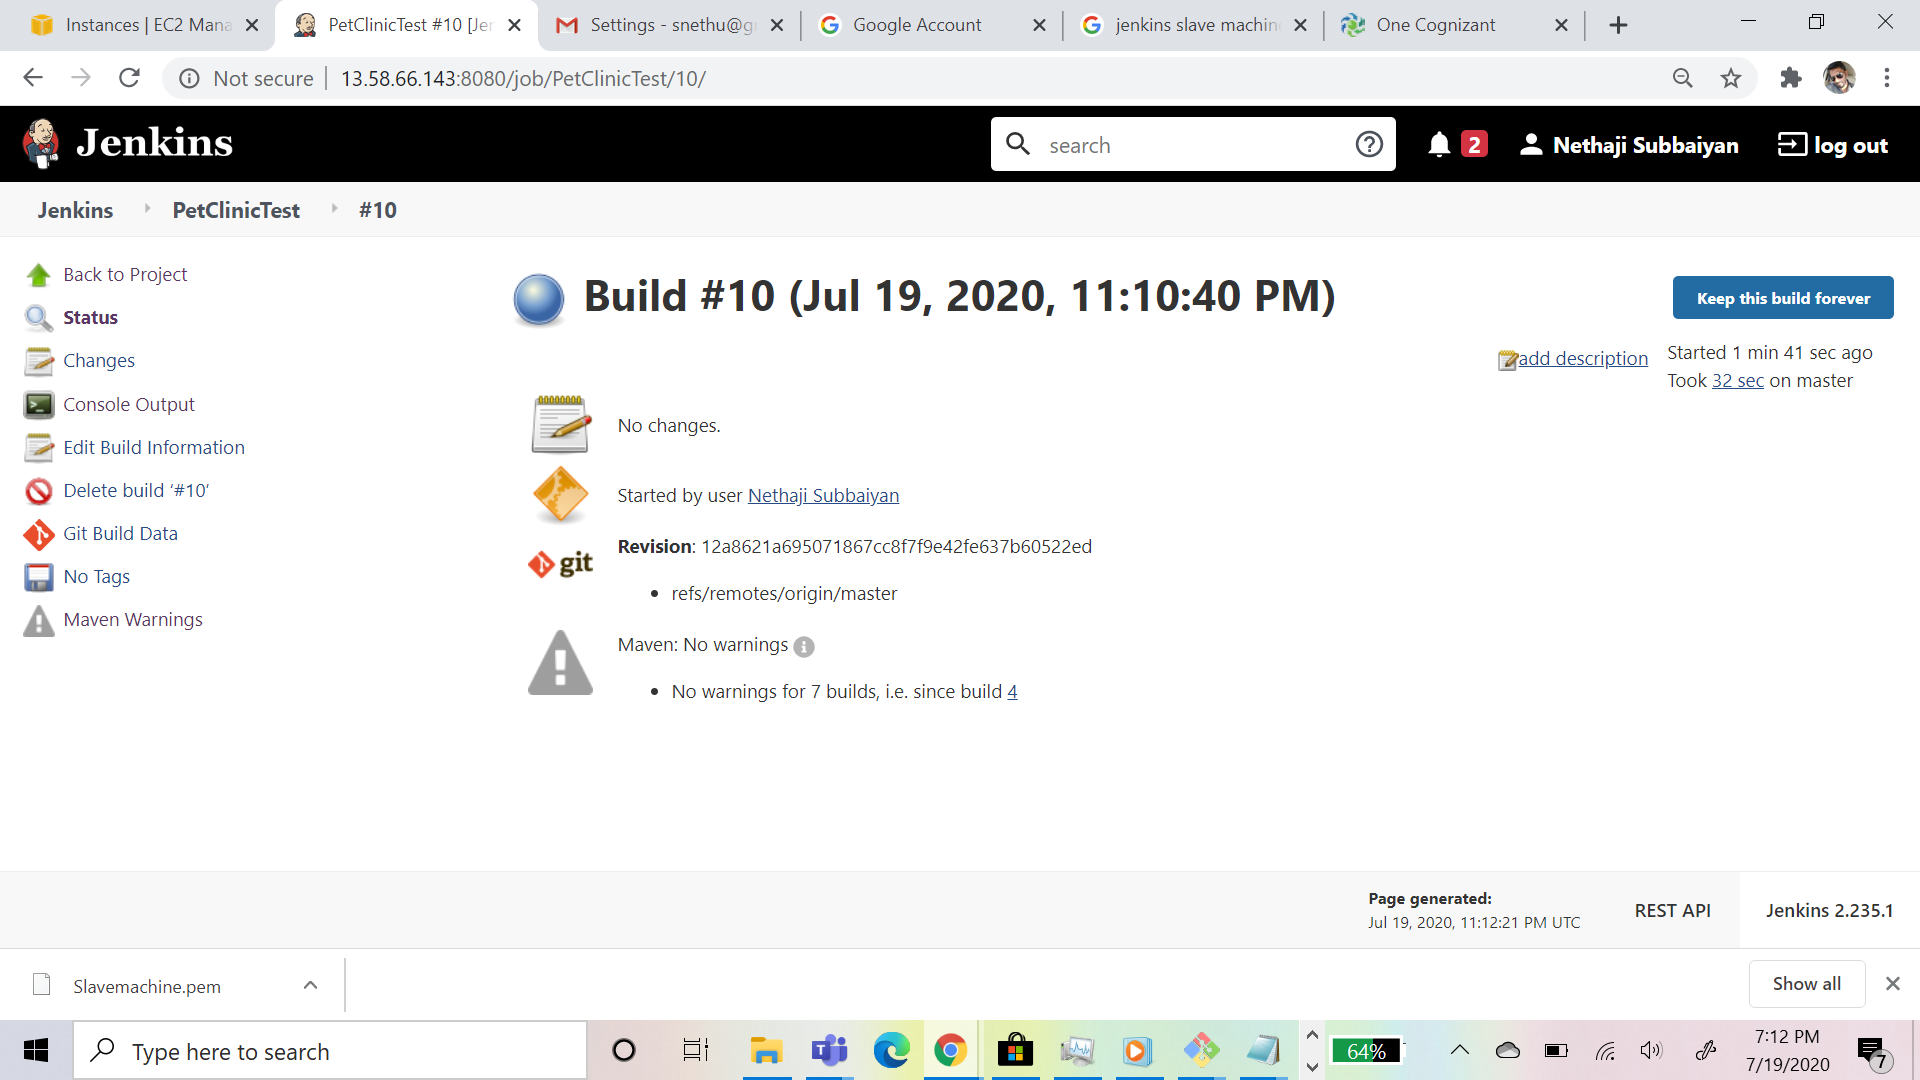 Instances | EC2 Mana
PetClinicTest #10 [Jer
Settings - snethu@g
Google Account
jenkins slave machin
One Cognizant
Not secure | 13.58.66.143:8080/job/PetClinicTest/10/
Jenkins
search
2
Nethaji Subbaiyan
log out
Jenkins
PetClinicTest
#10
Back to Project
Status
Changes
Console Output
Edit Build Information
Delete build ‘#10’
Git Build Data
No Tags
Maven Warnings
Build #10 (Jul 19, 2020, 11:10:40 PM)
Keep this build forever
add description
Started 1 min 41 sec ago
Took 32 sec on master
No changes.
Started by user Nethaji Subbaiyan
git
Revision: 12a8621a695071867cc8f7f9e42fe637b60522ed
refs/remotes/origin/master
Maven: No warnings
No warnings for 7 builds, i.e. since build 4
Page generated:
Jul 19, 2020, 11:12:21 PM UTC
REST API
Jenkins 2.235.1
Slavemachine.pem
Show all
Type here to search
64%
7:12 PM
7/19/2020
7